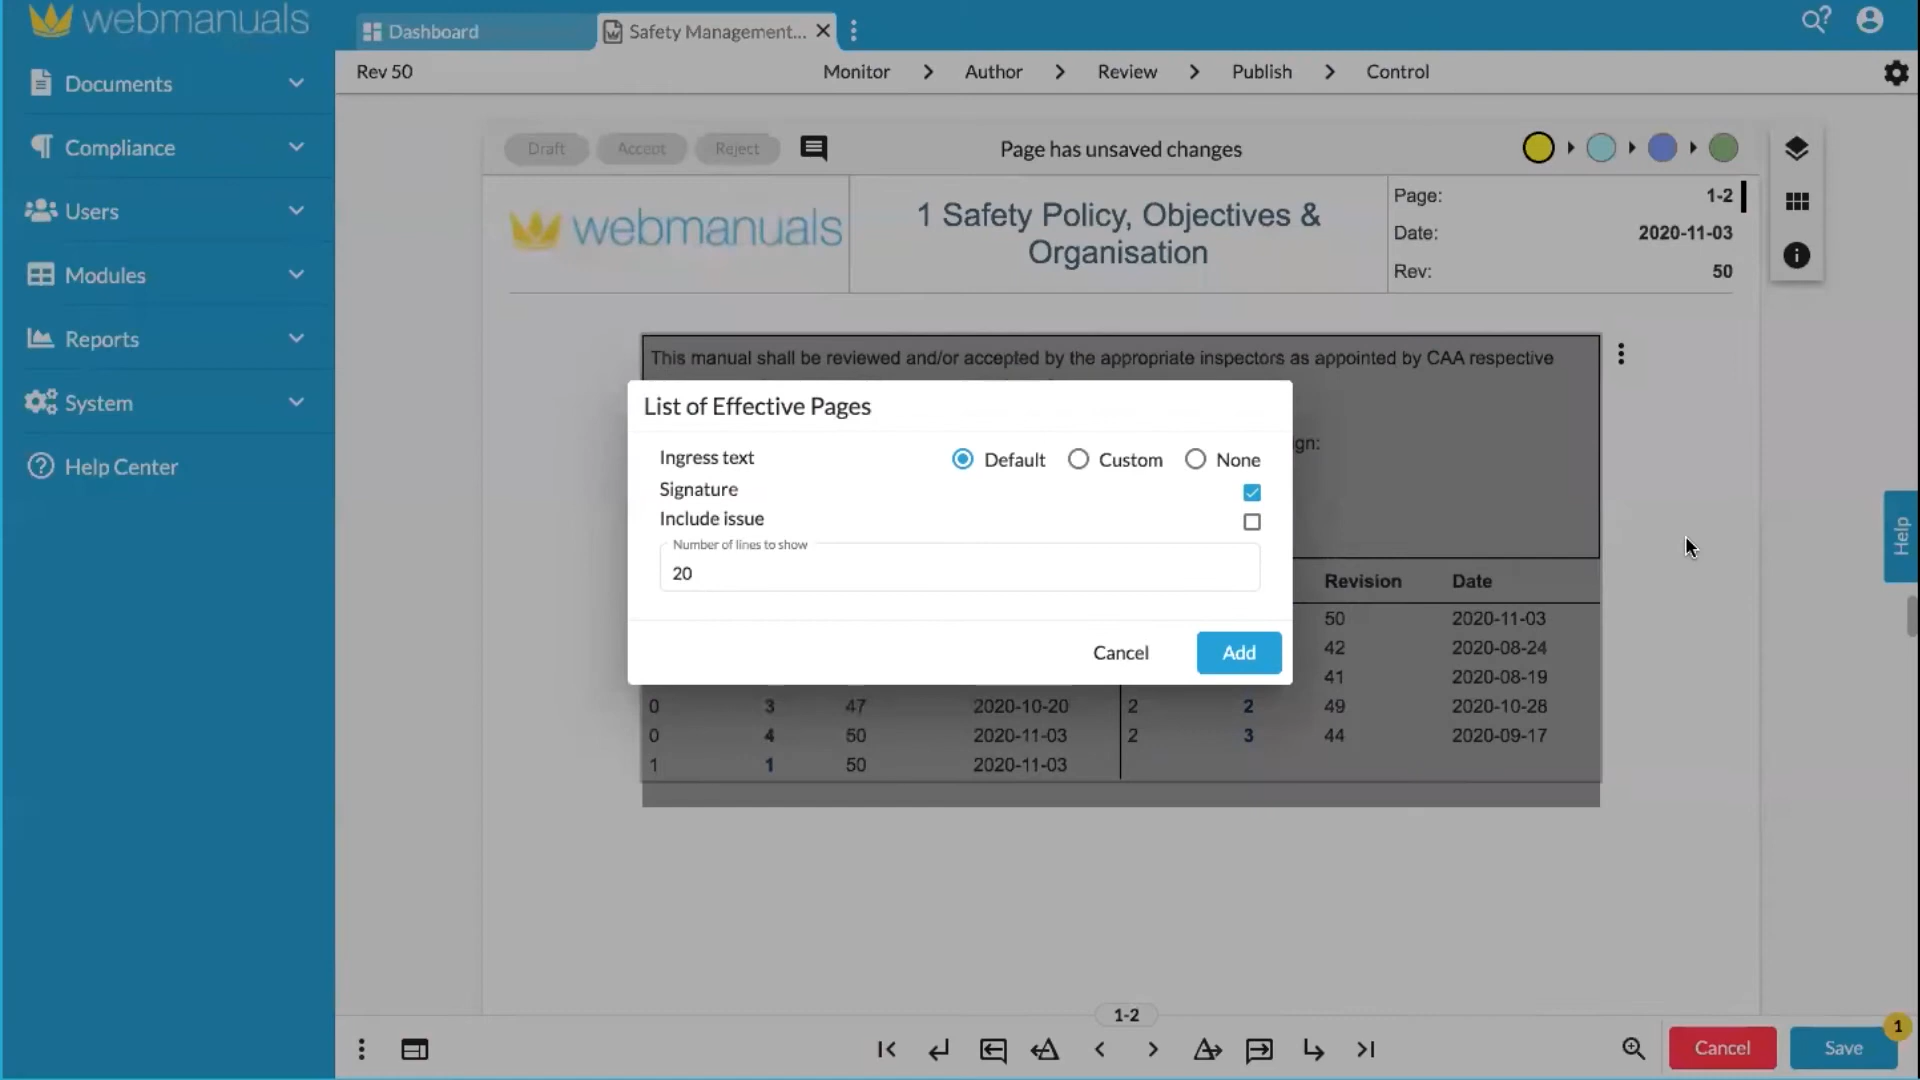 webmanuals
Dashboard
Safety Management...
Documents
Compliance
Users
Modules
Reports
System
Help Center
Rev 50
Monitor
Author
Review
Publish
Control
Draft
Accept
Reject
Page has unsaved changes
webmanuals
1 Safety Policy, Objectives &
Organisation
Page: 1-2
Date: 2020-11-03
Rev: 50
This manual shall be reviewed and/or accepted by the appropriate inspectors as appointed by CAA respective
gn:
List of Effective Pages
Ingress text Default Custom None
Signature
Include issue
Number of lines to show
20
Cancel Add
Revision Date
50 2020-11-03
42 2020-08-24
41 2020-08-19
0 3 47 2020-10-20 2 2 49 2020-10-28
0 4 50 2020-11-03 2 3 44 2020-09-17
1 1 50 2020-11-03
Help
1-2
Cancel
Save
1